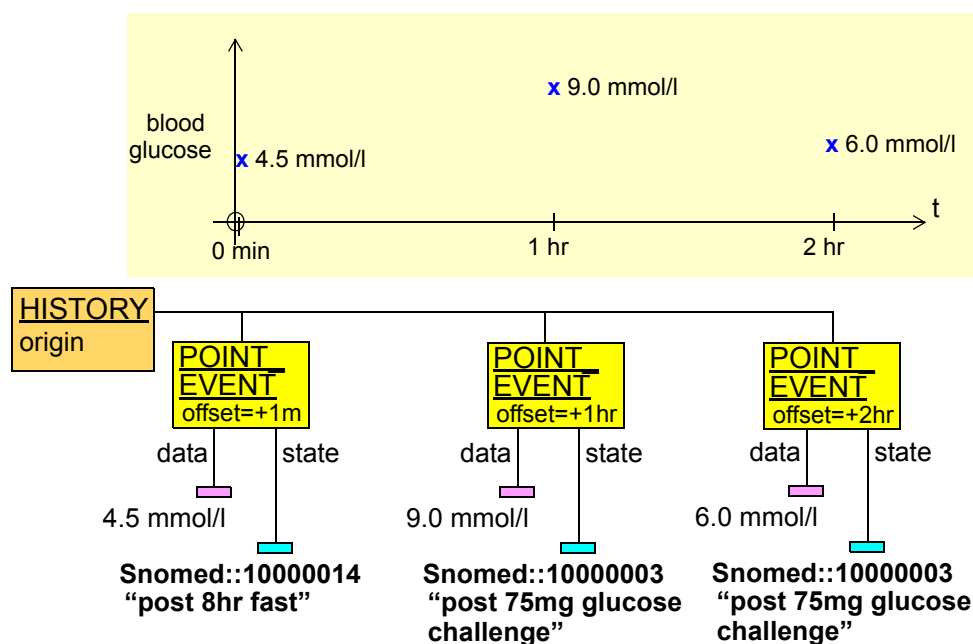 x 9.0 mmol/l
blood
glucose
x 4.5 mmol/l
x 6.0 mmol/l
t
0 min
1 hr
2 hr
HISTORY
origin
POINT_
EVENT
offset=+1m
POINT_
EVENT
offset=+1hr
POINT_
EVENT
offset=+2hr
data
state
data
state
data
state
4.5 mmol/l
9.0 mmol/l
6.0 mmol/l
Snomed::10000014
“post 8hr fast”
Snomed::10000003
“post 75mg glucose
challenge”
Snomed::10000003
“post 75mg glucose
challenge”